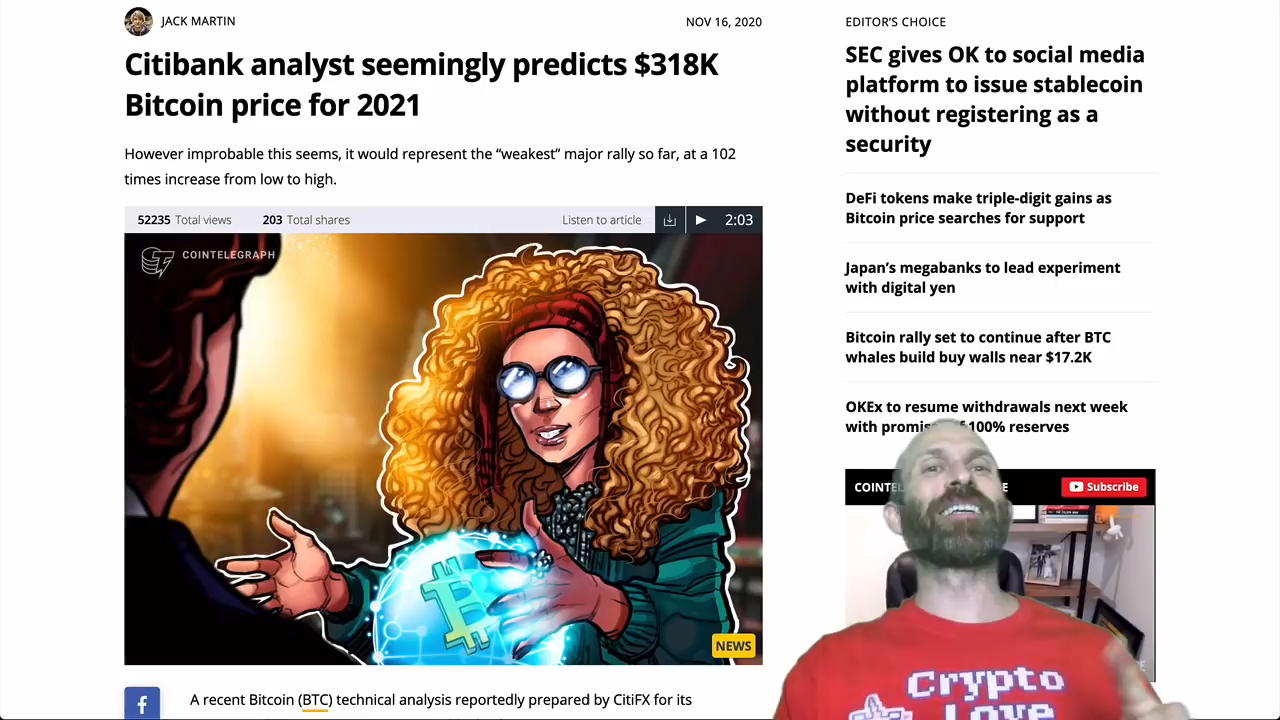 JACK MARTIN
NOV 16, 2020
Citibank analyst seemingly predicts $318K
Bitcoin price for 2021
However improbable this seems, it would represent the “weakest” major rally so far, at a 102
times increase from low to high.
52235 Total views
203 Total shares
Listen to article
2:03
COINTELEGRAPH
NEWS
A recent Bitcoin (BTC) technical analysis reportedly prepared by CitiFX for its
EDITOR’S CHOICE
SEC gives OK to social media
platform to issue stablecoin
without registering as a
security
DeFi tokens make triple-digit gains as
Bitcoin price searches for support
Japan’s megabanks to lead experiment
with digital yen
Bitcoin rally set to continue after BTC
whales build buy walls near $17.2K
OKEx to resume withdrawals next week
with 100% reserves
Subscribe
Crypto
Love